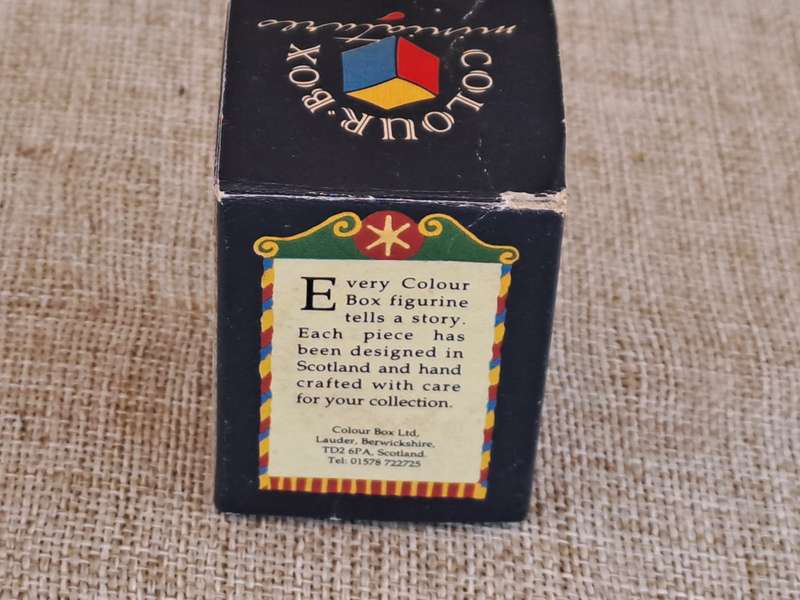 miniatures
COLOUR·BOX
Every Colour
Box figurine
tells a story.
Each piece has
been designed in
Scotland and hand
crafted with care
for your collection.
Colour Box Ltd,
Lauder, Berwickshire,
TD2 6PA, Scotland.
Tel: 01578 722725